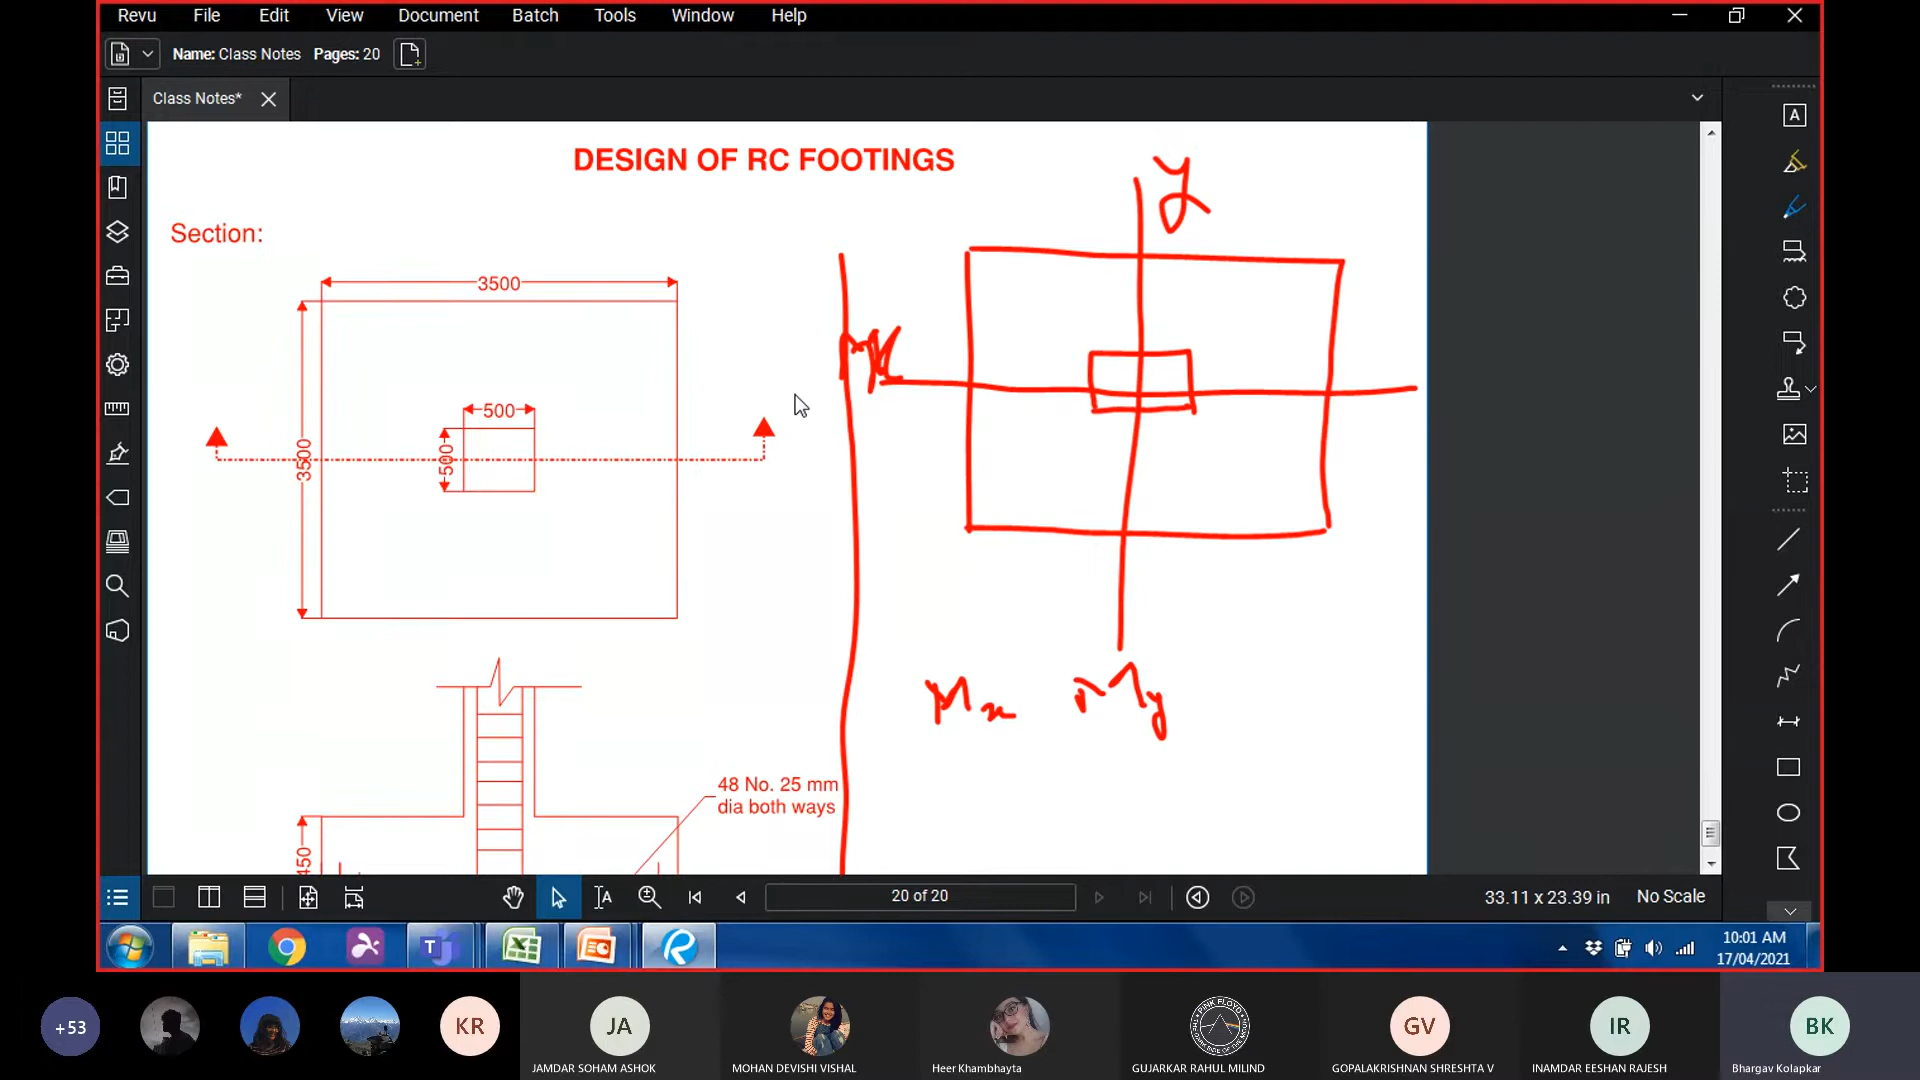 Revu File Edit View Document Batch Tools Window Help
Name: Class Notes Pages: 20
Class Notes*
DESIGN OF RC FOOTINGS
Section:
3500
3500
500
500
y
Mx My
48 No. 25 mm
dia both ways
450
20 of 20
33.11 x 23.39 in No Scale
10:01 AM
17/04/2021
+53
KR
JA
GV
IR
BK
JAMDAR SOHAM ASHOK
MOHAN DEVISHI VISHAL
Heer Khambhayta
GUJARKAR RAHUL MILIND
GOPALAKRISHNAN SHRESHTA V
INAMDAR EESHAN RAJESH
Bhargav Kolapkar